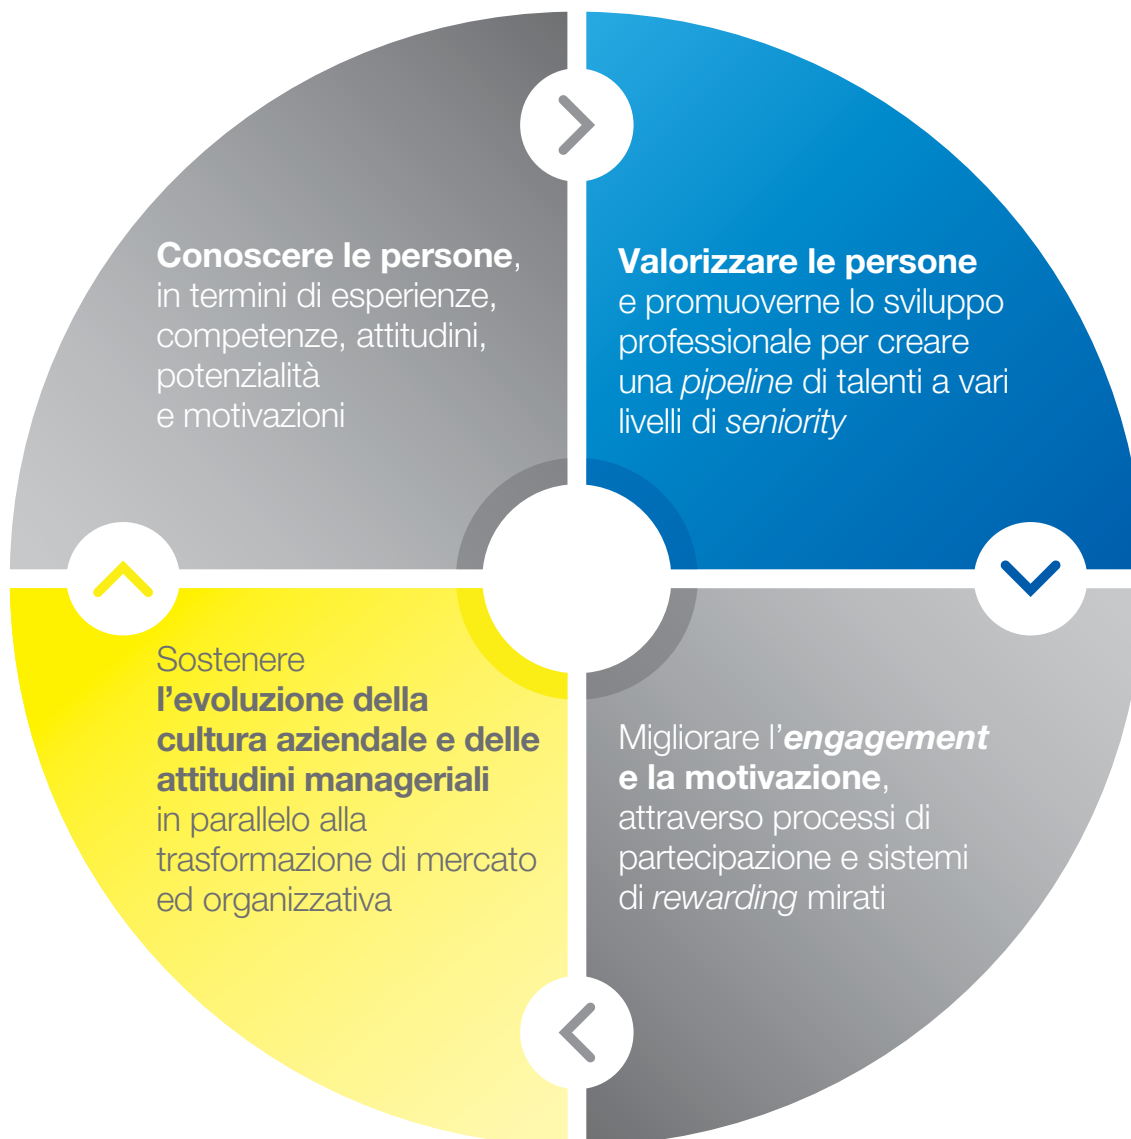 Conoscere le persone,
in termini di esperienze,
competenze, attitudini,
potenzialità
e motivazioni
Valorizzare le persone
e promuoverne lo sviluppo
professionale per creare
una pipeline di talenti a vari
livelli di seniority
Migliorare l’engagement
e la motivazione,
attraverso processi di
partecipazione e sistemi
di rewarding mirati
Sostenere
l’evoluzione della
cultura aziendale e delle
attitudini manageriali
in parallelo alla
trasformazione di mercato
ed organizzativa